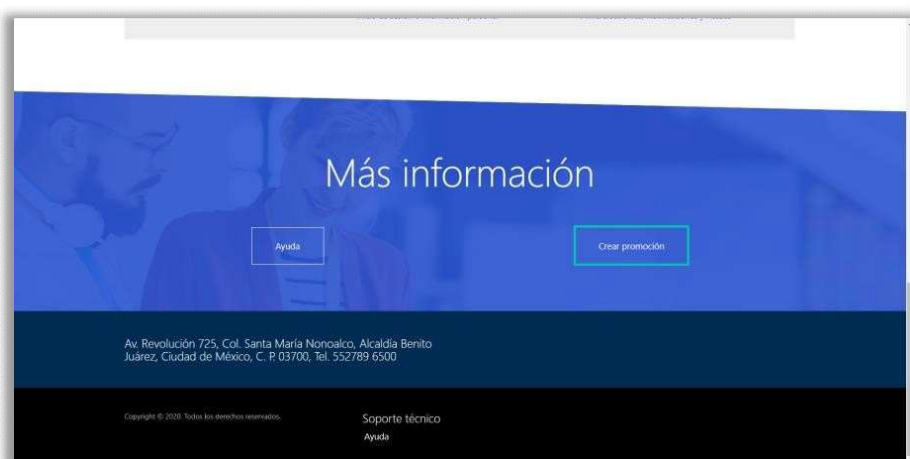 Más información
Ayuda
Crear promoción
Av. Revolución 725, Col. Santa María Nonoalco, Alcaldía Benito
Juárez, Ciudad de México, C. P. 03700, Tel. 552789 6500
Copyright © 2020. Todos los derechos reservados.
Soporte técnico
Ayuda